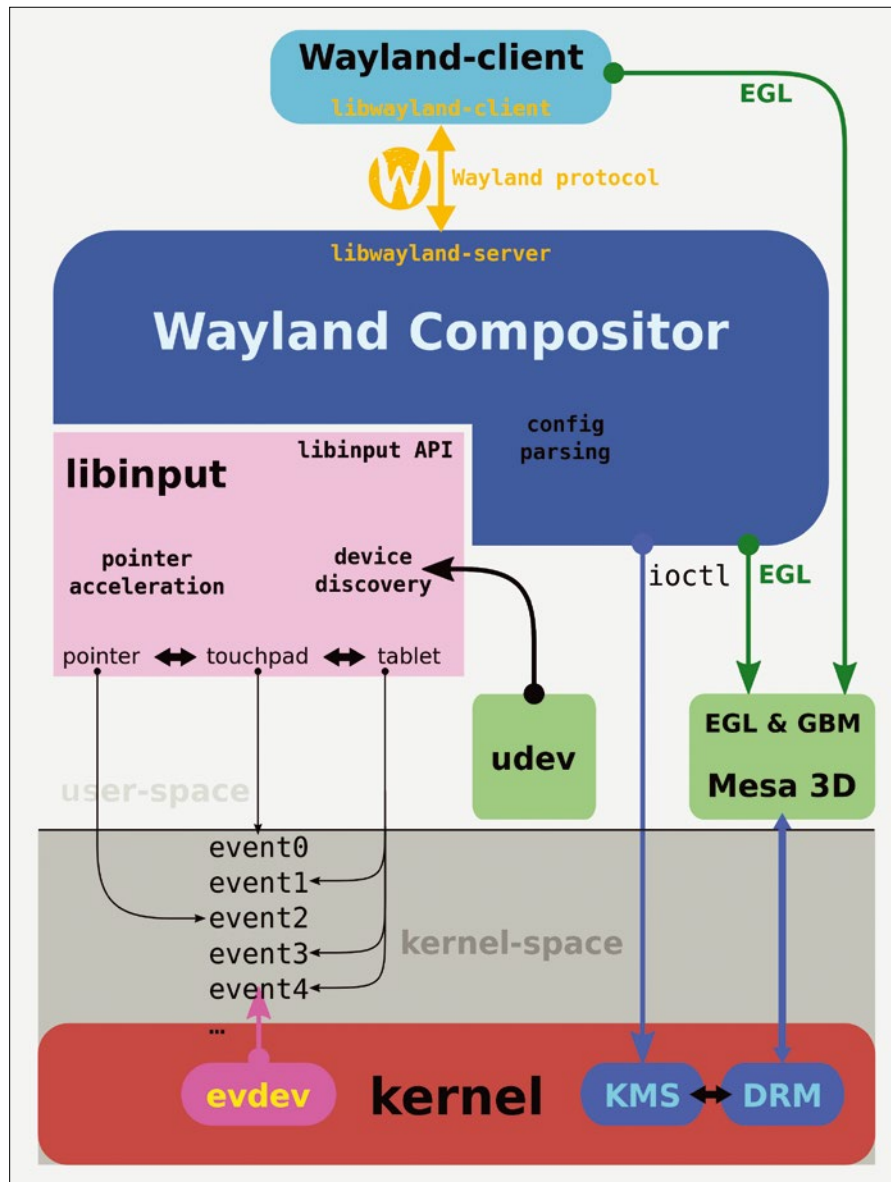 Wayland-client
libwayland-client
EGL
W
Wayland protocol
libwayland-server
Wayland Compositor
config
parsing
libinput API
libinput
pointer
acceleration
device
discovery
pointer
touchpad
tablet
ioctl
EGL
udev
EGL & GBM
Mesa 3D
user-space
event0
event1
event2
event3
event4
…
kernel-space
evdev
kernel
KMS
DRM